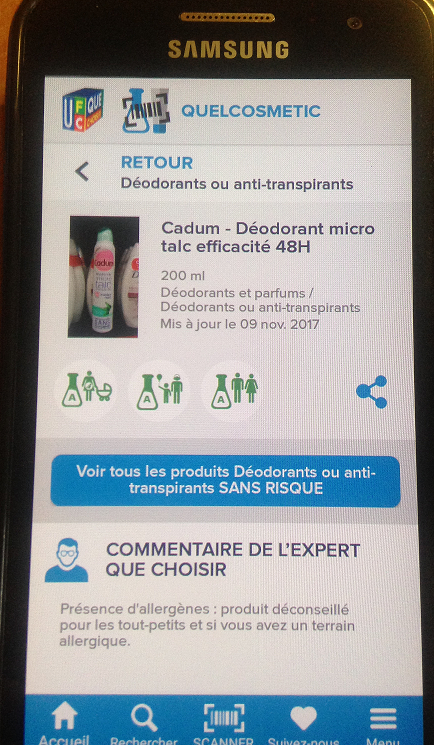 SAMSUNG
UFC QUE CHOISIR
QUELCOSMETIC
RETOUR
Déodorants ou anti-transpirants
Cadum - Déodorant micro
talc efficacité 48H
200 ml
Déodorants et parfums /
Déodorants ou anti-transpirants
Mis à jour le 09 nov. 2017
Cadum
A
A
A
Voir tous les produits Déodorants ou anti-
transpirants SANS RISQUE
COMMENTAIRE DE L'EXPERT
QUE CHOISIR
Présence d'allergènes : produit déconseillé
pour les tout-petits et si vous avez un terrain
allergique.
Accueil Rechercher SCANNER Suivez-nous Menu